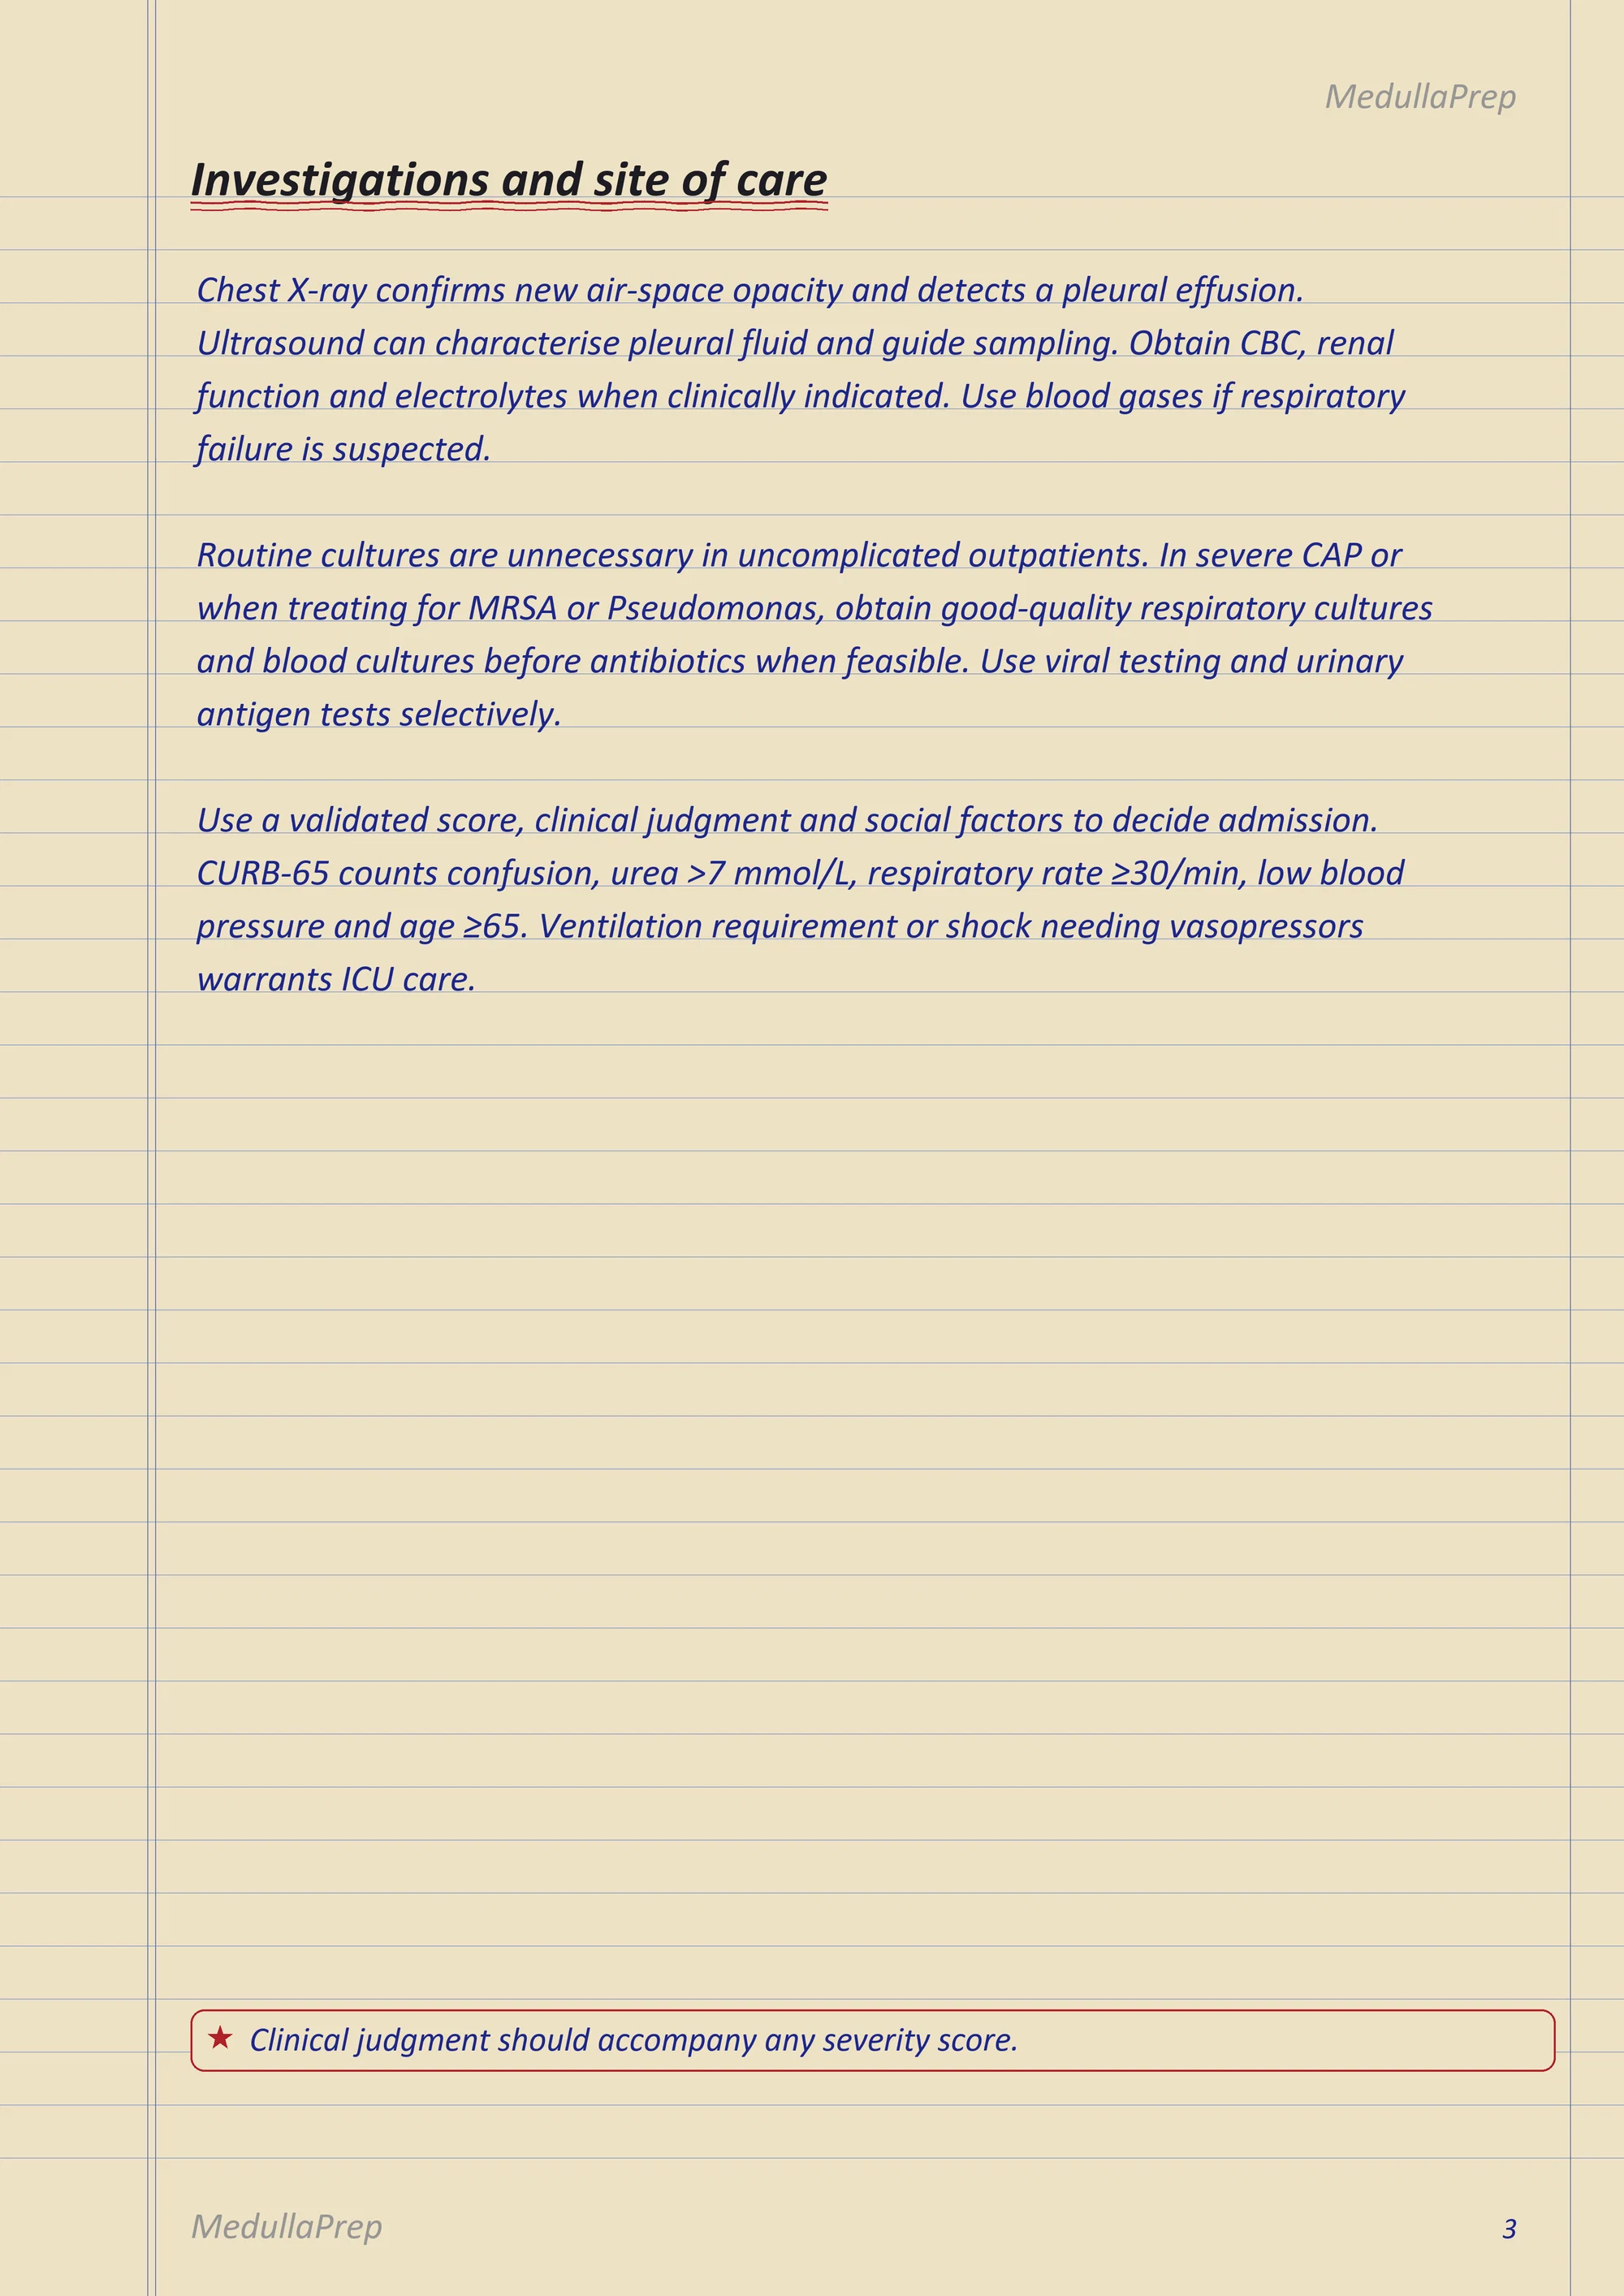 MedullaPrep
Investigations and site of care
Chest X-ray confirms new air-space opacity and detects a pleural effusion.
Ultrasound can characterise pleural fluid and guide sampling. Obtain CBC, renal
function and electrolytes when clinically indicated. Use blood gases if respiratory
failure is suspected.
Routine cultures are unnecessary in uncomplicated outpatients. In severe CAP or
when treating for MRSA or Pseudomonas, obtain good-quality respiratory cultures
and blood cultures before antibiotics when feasible. Use viral testing and urinary
antigen tests selectively.
Use a validated score, clinical judgment and social factors to decide admission.
CURB-65 counts confusion, urea >7 mmol/L, respiratory rate ≥30/min, low blood
pressure and age ≥65. Ventilation requirement or shock needing vasopressors
warrants ICU care.
★ Clinical judgment should accompany any severity score.
MedullaPrep
3